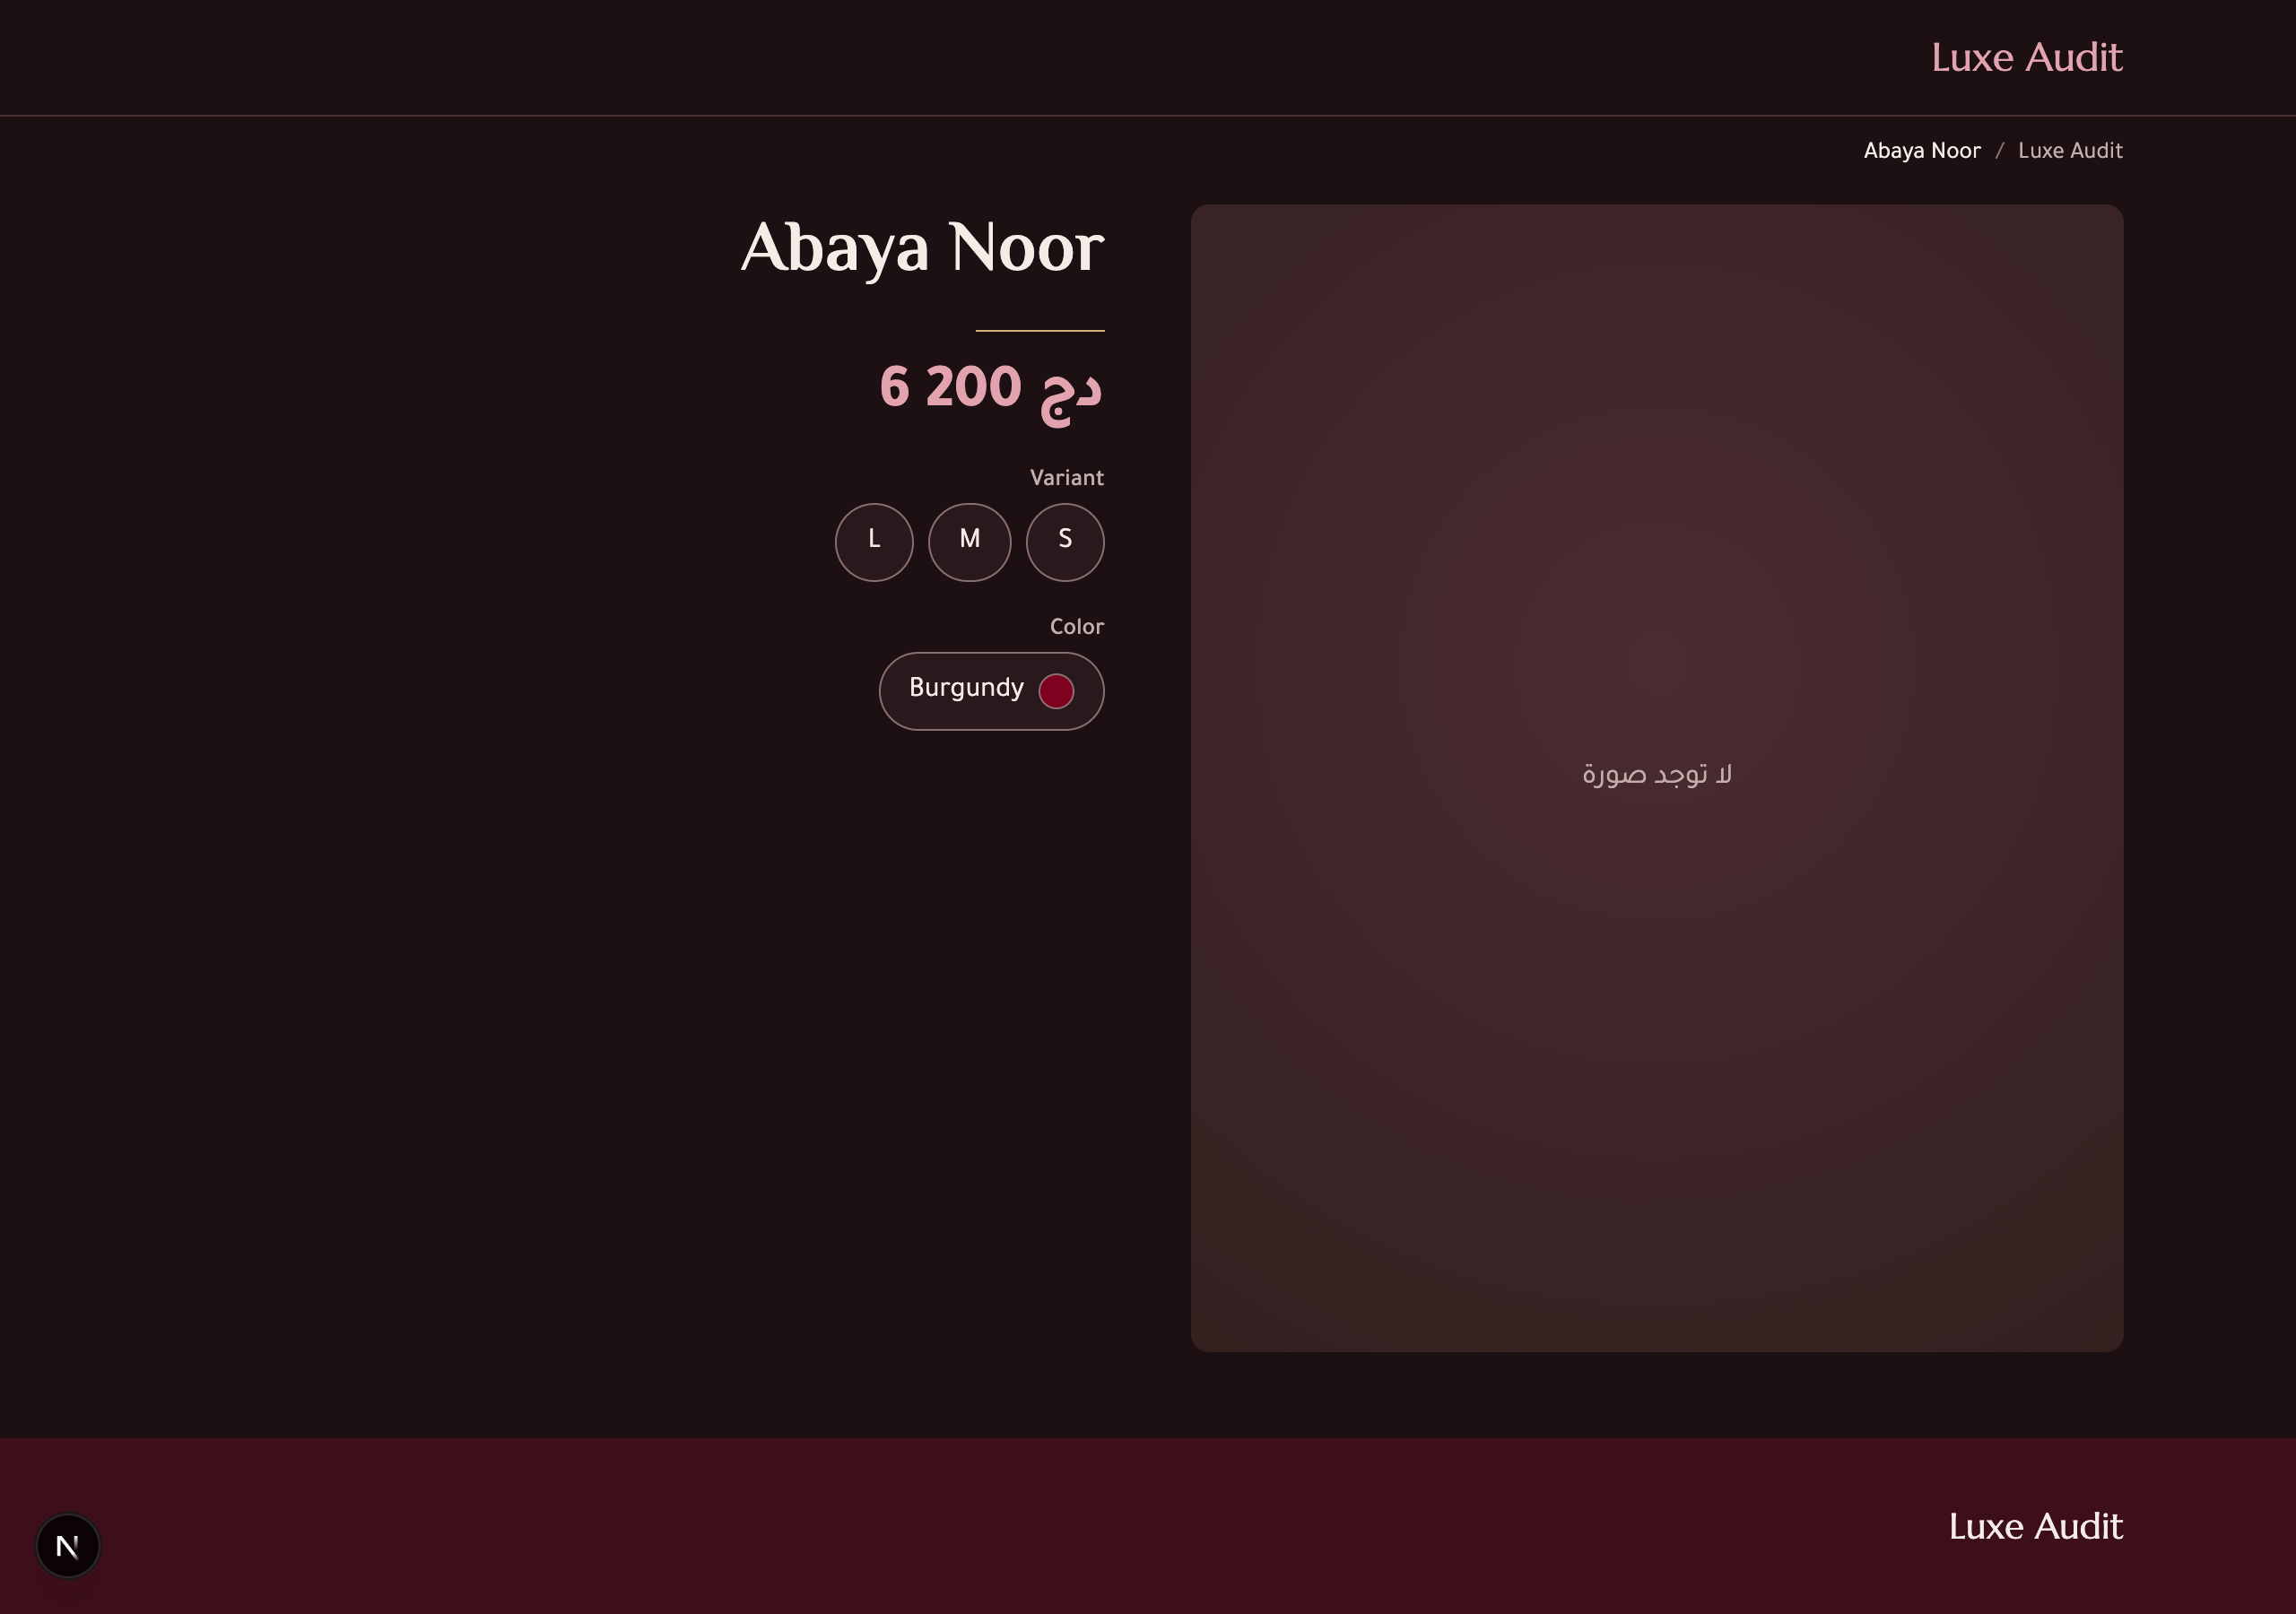 Luxe Audit
Luxe Audit / Abaya Noor
Abaya Noor
6 200 دج
Variant
S M L
Color
Burgundy
لا توجد صورة
Luxe Audit
N